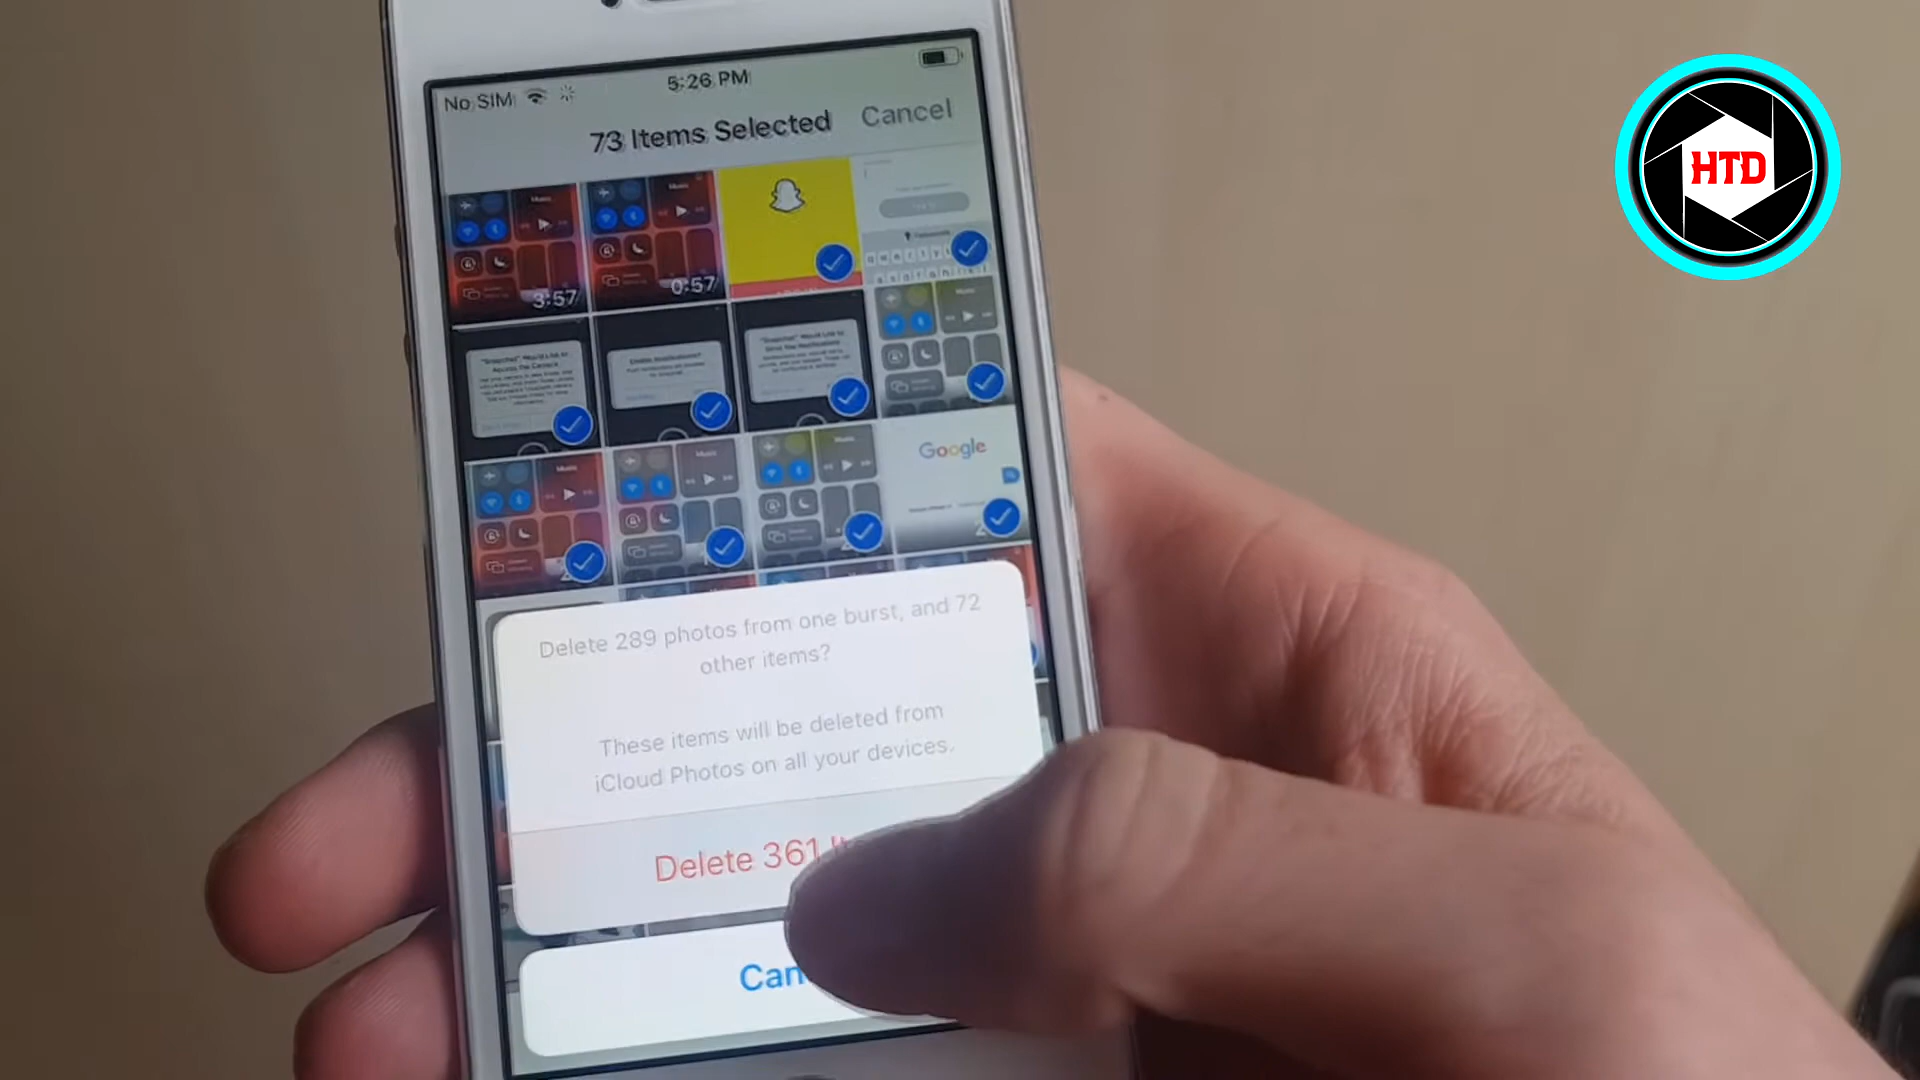 HTD
No SIM
5:26 PM
73 Items Selected
Cancel
3:57
0:57
Google
Delete 289 photos from one burst, and 72
other items?
These items will be deleted from
iCloud Photos on all your devices.
Delete 361
Can